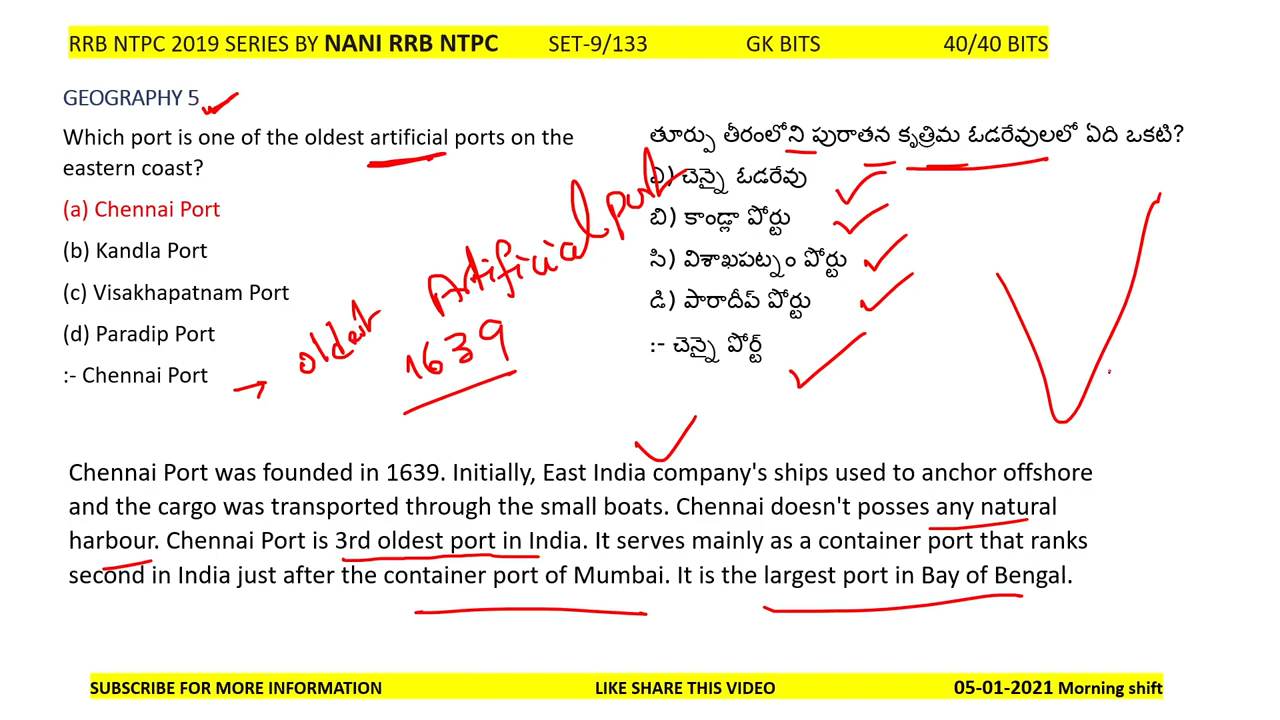 RRB NTPC 2019 SERIES BY NANI RRB NTPC SET-9/133 GK BITS 40/40 BITS
GEOGRAPHY 5
Which port is one of the oldest artificial ports on the
eastern coast?
(a) Chennai Port
(b) Kandla Port
(c) Visakhapatnam Port
(d) Paradip Port
:- Chennai Port
తూర్పు తీరంలోని పురాతన కృత్రిమ ఓడరేవులలో ఏది ఒకటి?
ఎ) చెన్నై ఓడరేవు
బి) కాండ్లా పోర్టు
సి) విశాఖపట్నం పోర్టు
డి) పారాదీప్ పోర్టు
:- చెన్నై పోర్ట్
oldest Artificial port
1639
Chennai Port was founded in 1639. Initially, East India company's ships used to anchor offshore
and the cargo was transported through the small boats. Chennai doesn't posses any natural
harbour. Chennai Port is 3rd oldest port in India. It serves mainly as a container port that ranks
second in India just after the container port of Mumbai. It is the largest port in Bay of Bengal.
SUBSCRIBE FOR MORE INFORMATION LIKE SHARE THIS VIDEO 05-01-2021 Morning shift